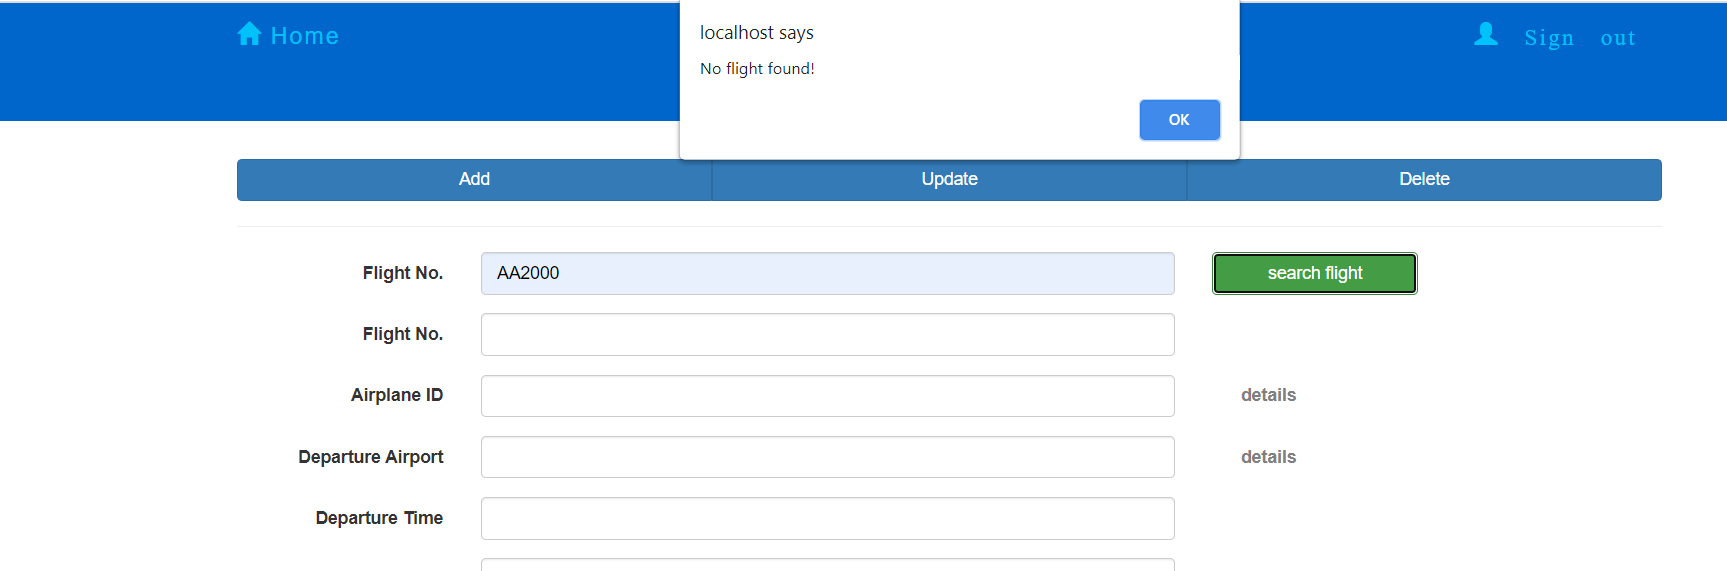 Home
localhost says
No flight found!
OK
Sign out
Add Update Delete
Flight No. AA2000 search flight
Flight No.
Airplane ID details
Departure Airport details
Departure Time